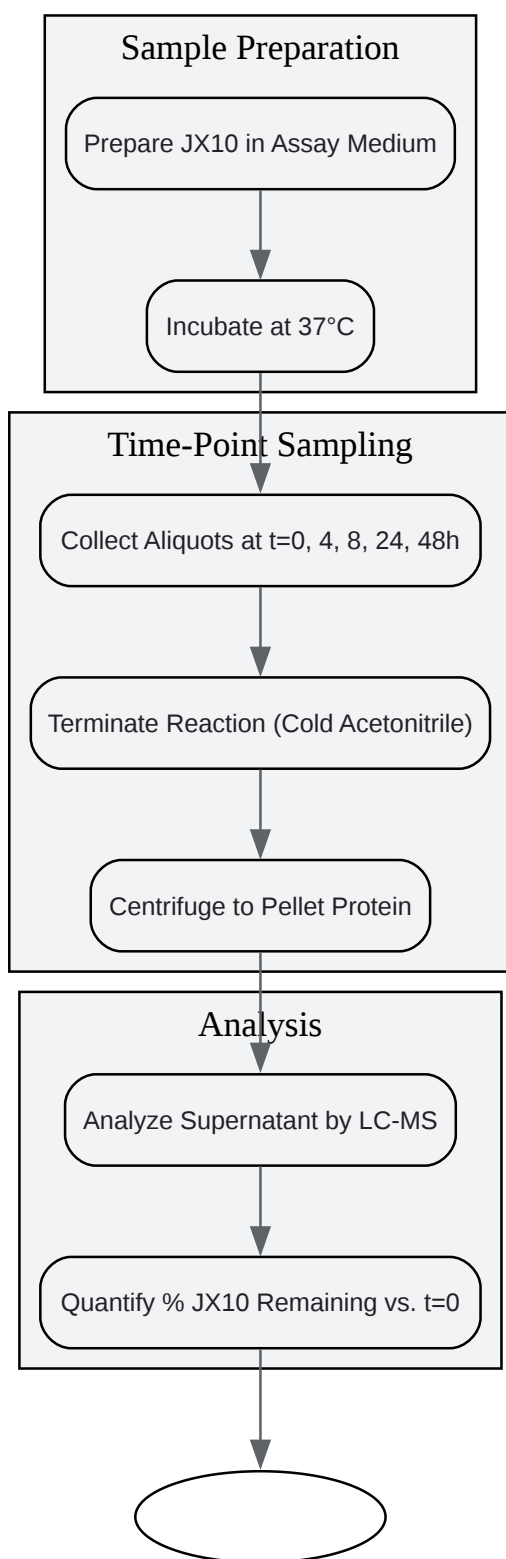 Sample Preparation
Prepare JX10 in Assay Medium
Incubate at 37°C
Time-Point Sampling
Collect Aliquots at t=0, 4, 8, 24, 48h
Terminate Reaction (Cold Acetonitrile)
Centrifuge to Pellet Protein
Analysis
Analyze Supernatant by LC-MS
Quantify % JX10 Remaining vs. t=0